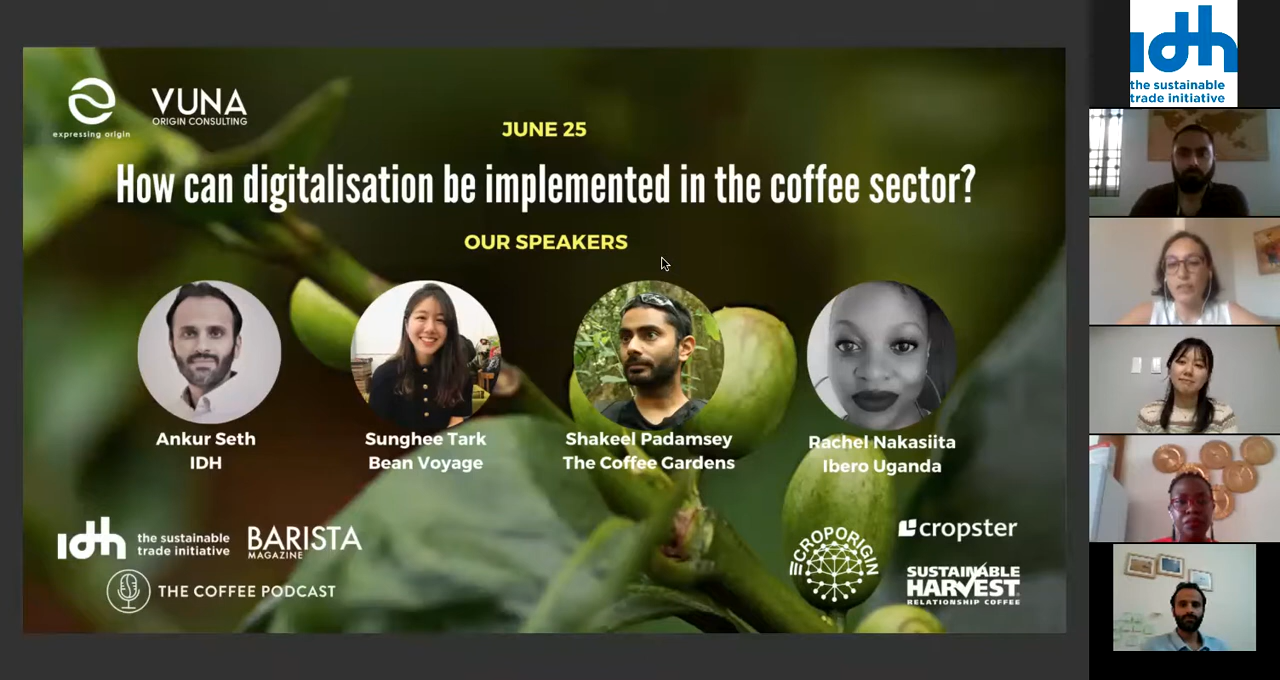 expressing origin
VUNA
ORIGIN CONSULTING
JUNE 25
How can digitalisation be implemented in the coffee sector?
OUR SPEAKERS
Ankur Seth
IDH
Sunghee Tark
Bean Voyage
Shakeel Padamsey
The Coffee Gardens
Rachel Nakasiita
Ibero Uganda
idh
the sustainable
trade initiative
BARISTA
MAGAZINE
THE COFFEE PODCAST
CROPORIGIN
cropster
SUSTAINABLE
HARVEST
RELATIONSHIP COFFEE
idh
the sustainable
trade initiative